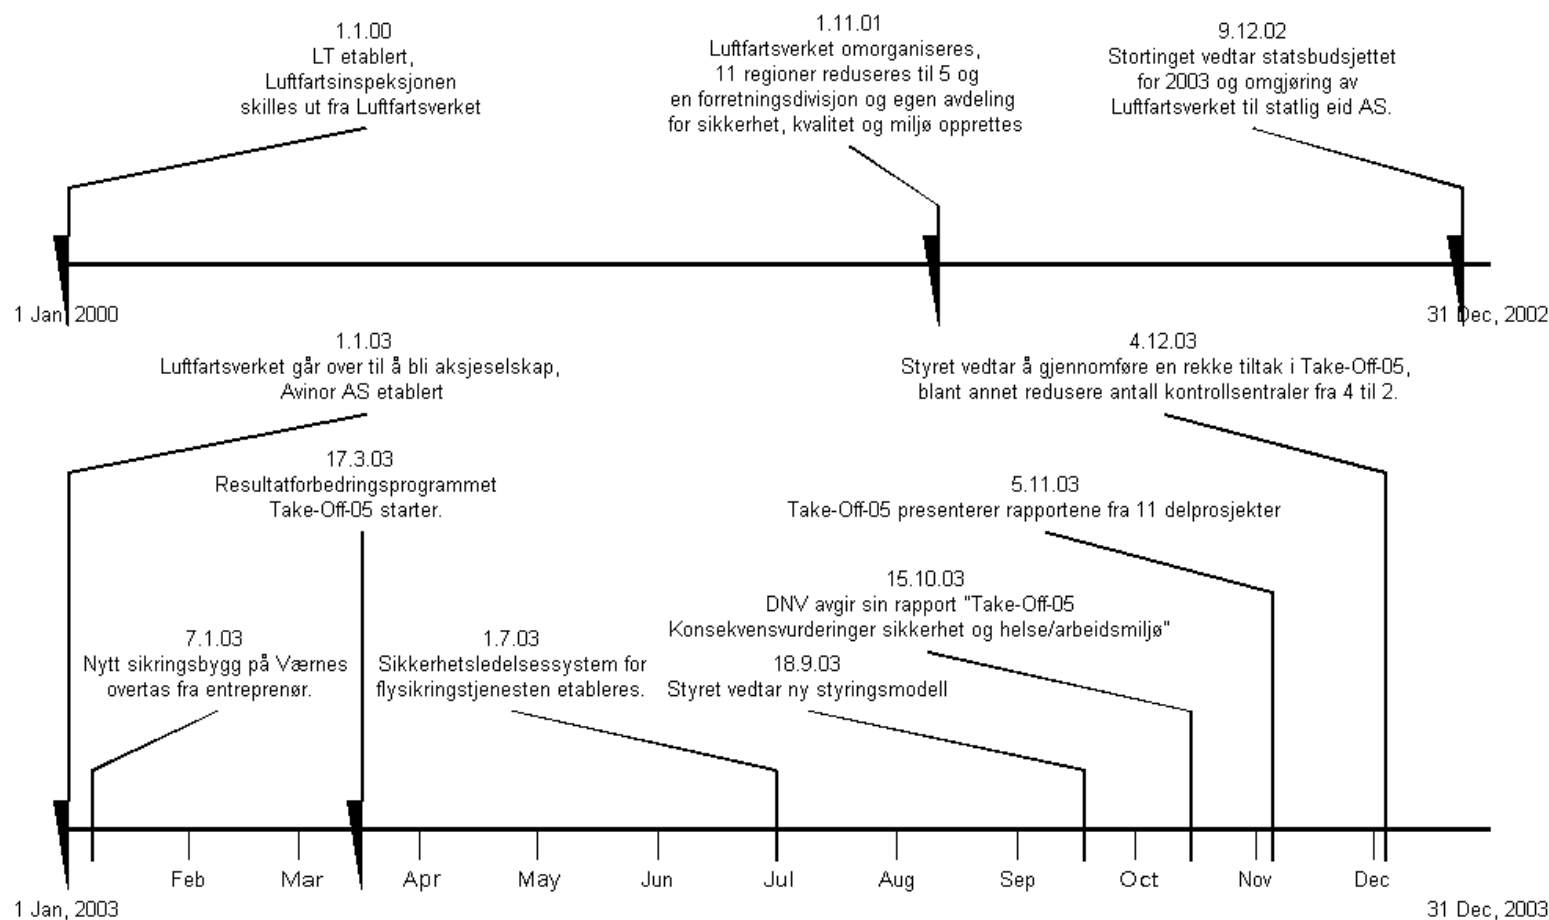 1.1.00
LT etablert,
Luftfartsinspeksjonen
skilles ut fra Luftfartsverket
1.11.01
Luftfartsverket omorganiseres,
11 regioner reduseres til 5 og
en forretningsdivisjon og egen avdeling
for sikkerhet, kvalitet og miljø opprettes
9.12.02
Stortinget vedtar statsbudsjettet
for 2003 og omgjøring av
Luftfartsverket til statlig eid AS.
1 Jan, 2000
31 Dec, 2002
1.1.03
Luftfartsverket går over til å bli aksjeselskap,
Avinor AS etablert
4.12.03
Styret vedtar å gjennomføre en rekke tiltak i Take-Off-05,
blant annet redusere antall kontrollsentraler fra 4 til 2.
17.3.03
Resultatforbedringsprogrammet
Take-Off-05 starter.
5.11.03
Take-Off-05 presenterer rapportene fra 11 delprosjekter
15.10.03
DNV avgir sin rapport "Take-Off-05
Konsekvensvurderinger sikkerhet og helse/arbeidsmiljø"
7.1.03
Nytt sikringsbygg på Værnes
overtas fra entreprenør.
1.7.03
Sikkerhetsledelsessystem for
flysikringstjenesten etableres.
18.9.03
Styret vedtar ny styringsmodell
Feb
Mar
Apr
May
Jun
Jul
Aug
Sep
Oct
Nov
Dec
1 Jan, 2003
31 Dec, 2003